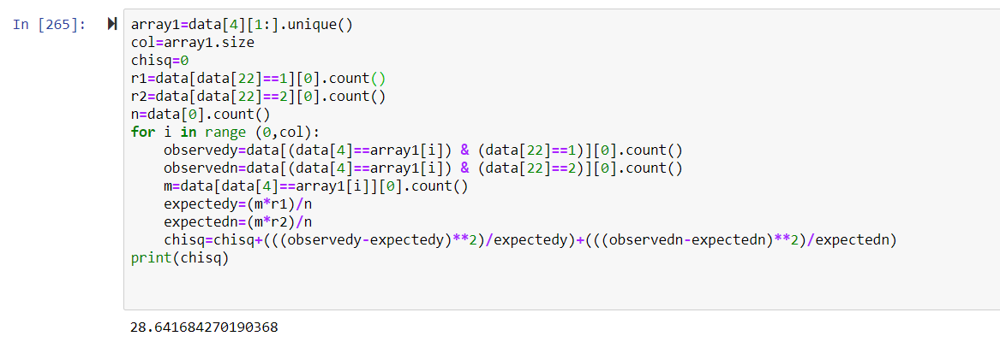 In [265]:
array1=data[4][1:].unique()
col=array1.size
chisq=0
r1=data[data[22]==1][0].count()
r2=data[data[22]==2][0].count()
n=data[0].count()
for i in range (0,col):
    observedy=data[(data[4]==array1[i]) & (data[22]==1)][0].count()
    observedn=data[(data[4]==array1[i]) & (data[22]==2)][0].count()
    m=data[data[4]==array1[i]][0].count()
    expectedy=(m*r1)/n
    expectedn=(m*r2)/n
    chisq=chisq+(((observedy-expectedy)**2)/expectedy)+(((observedn-expectedn)**2)/expectedn)
print(chisq)
28.641684270190368